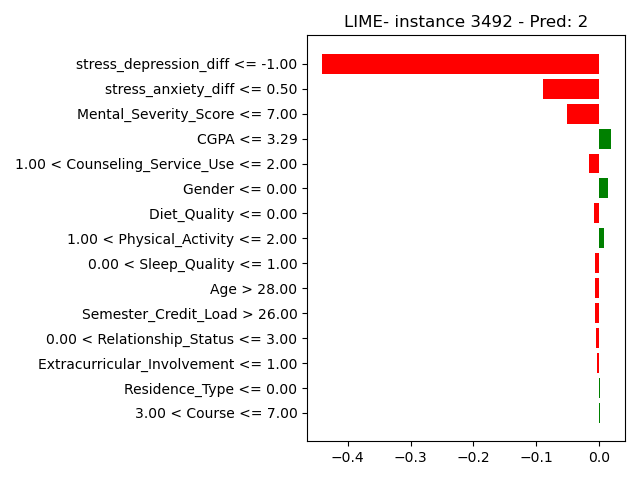 LIME- instance 3492 - Pred: 2
stress_depression_diff <= -1.00
stress_anxiety_diff <= 0.50
Mental_Severity_Score <= 7.00
CGPA <= 3.29
1.00 < Counseling_Service_Use <= 2.00
Gender <= 0.00
Diet_Quality <= 0.00
1.00 < Physical_Activity <= 2.00
0.00 < Sleep_Quality <= 1.00
Age > 28.00
Semester_Credit_Load > 26.00
0.00 < Relationship_Status <= 3.00
Extracurricular_Involvement <= 1.00
Residence_Type <= 0.00
3.00 < Course <= 7.00
−0.4 −0.3 −0.2 −0.1 0.0